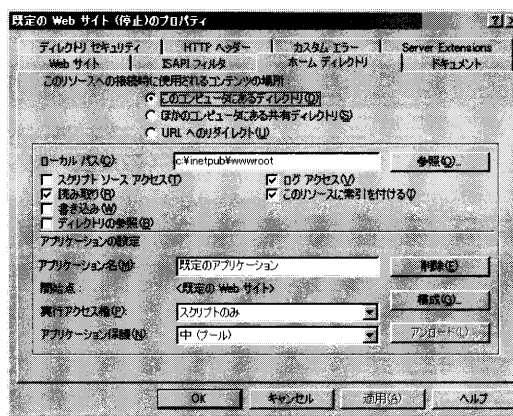 既定の Web サイト (停止)のプロパティ
ディレクトリ セキュリティ HTTP ヘッダー カスタム エラー Server Extensions
Web サイト ISAPI フィルタ ホーム ディレクトリ ドキュメント
このリソースへの接続時に使用されるコンテンツの場所
このコンピュータにあるディレクトリ(D)
ほかのコンピュータにある共有ディレクトリ(S)
URL へのリダイレクト(U)
ローカル パス(C): c:¥inetpub¥wwwroot 参照(O)...
スクリプト ソース アクセス(T) ログ アクセス(V)
読み取り(R) このリソースに索引を付ける(I)
書き込み(W)
ディレクトリの参照(B)
アプリケーションの設定
アプリケーション名(M): 既定のアプリケーション 削除(E)
開始点: <既定の Web サイト>
構成(G)...
実行アクセス権(P): スクリプトのみ
アプリケーション保護(N): 中 (プール) アンロード(L)
OK キャンセル 適用(A) ヘルプ